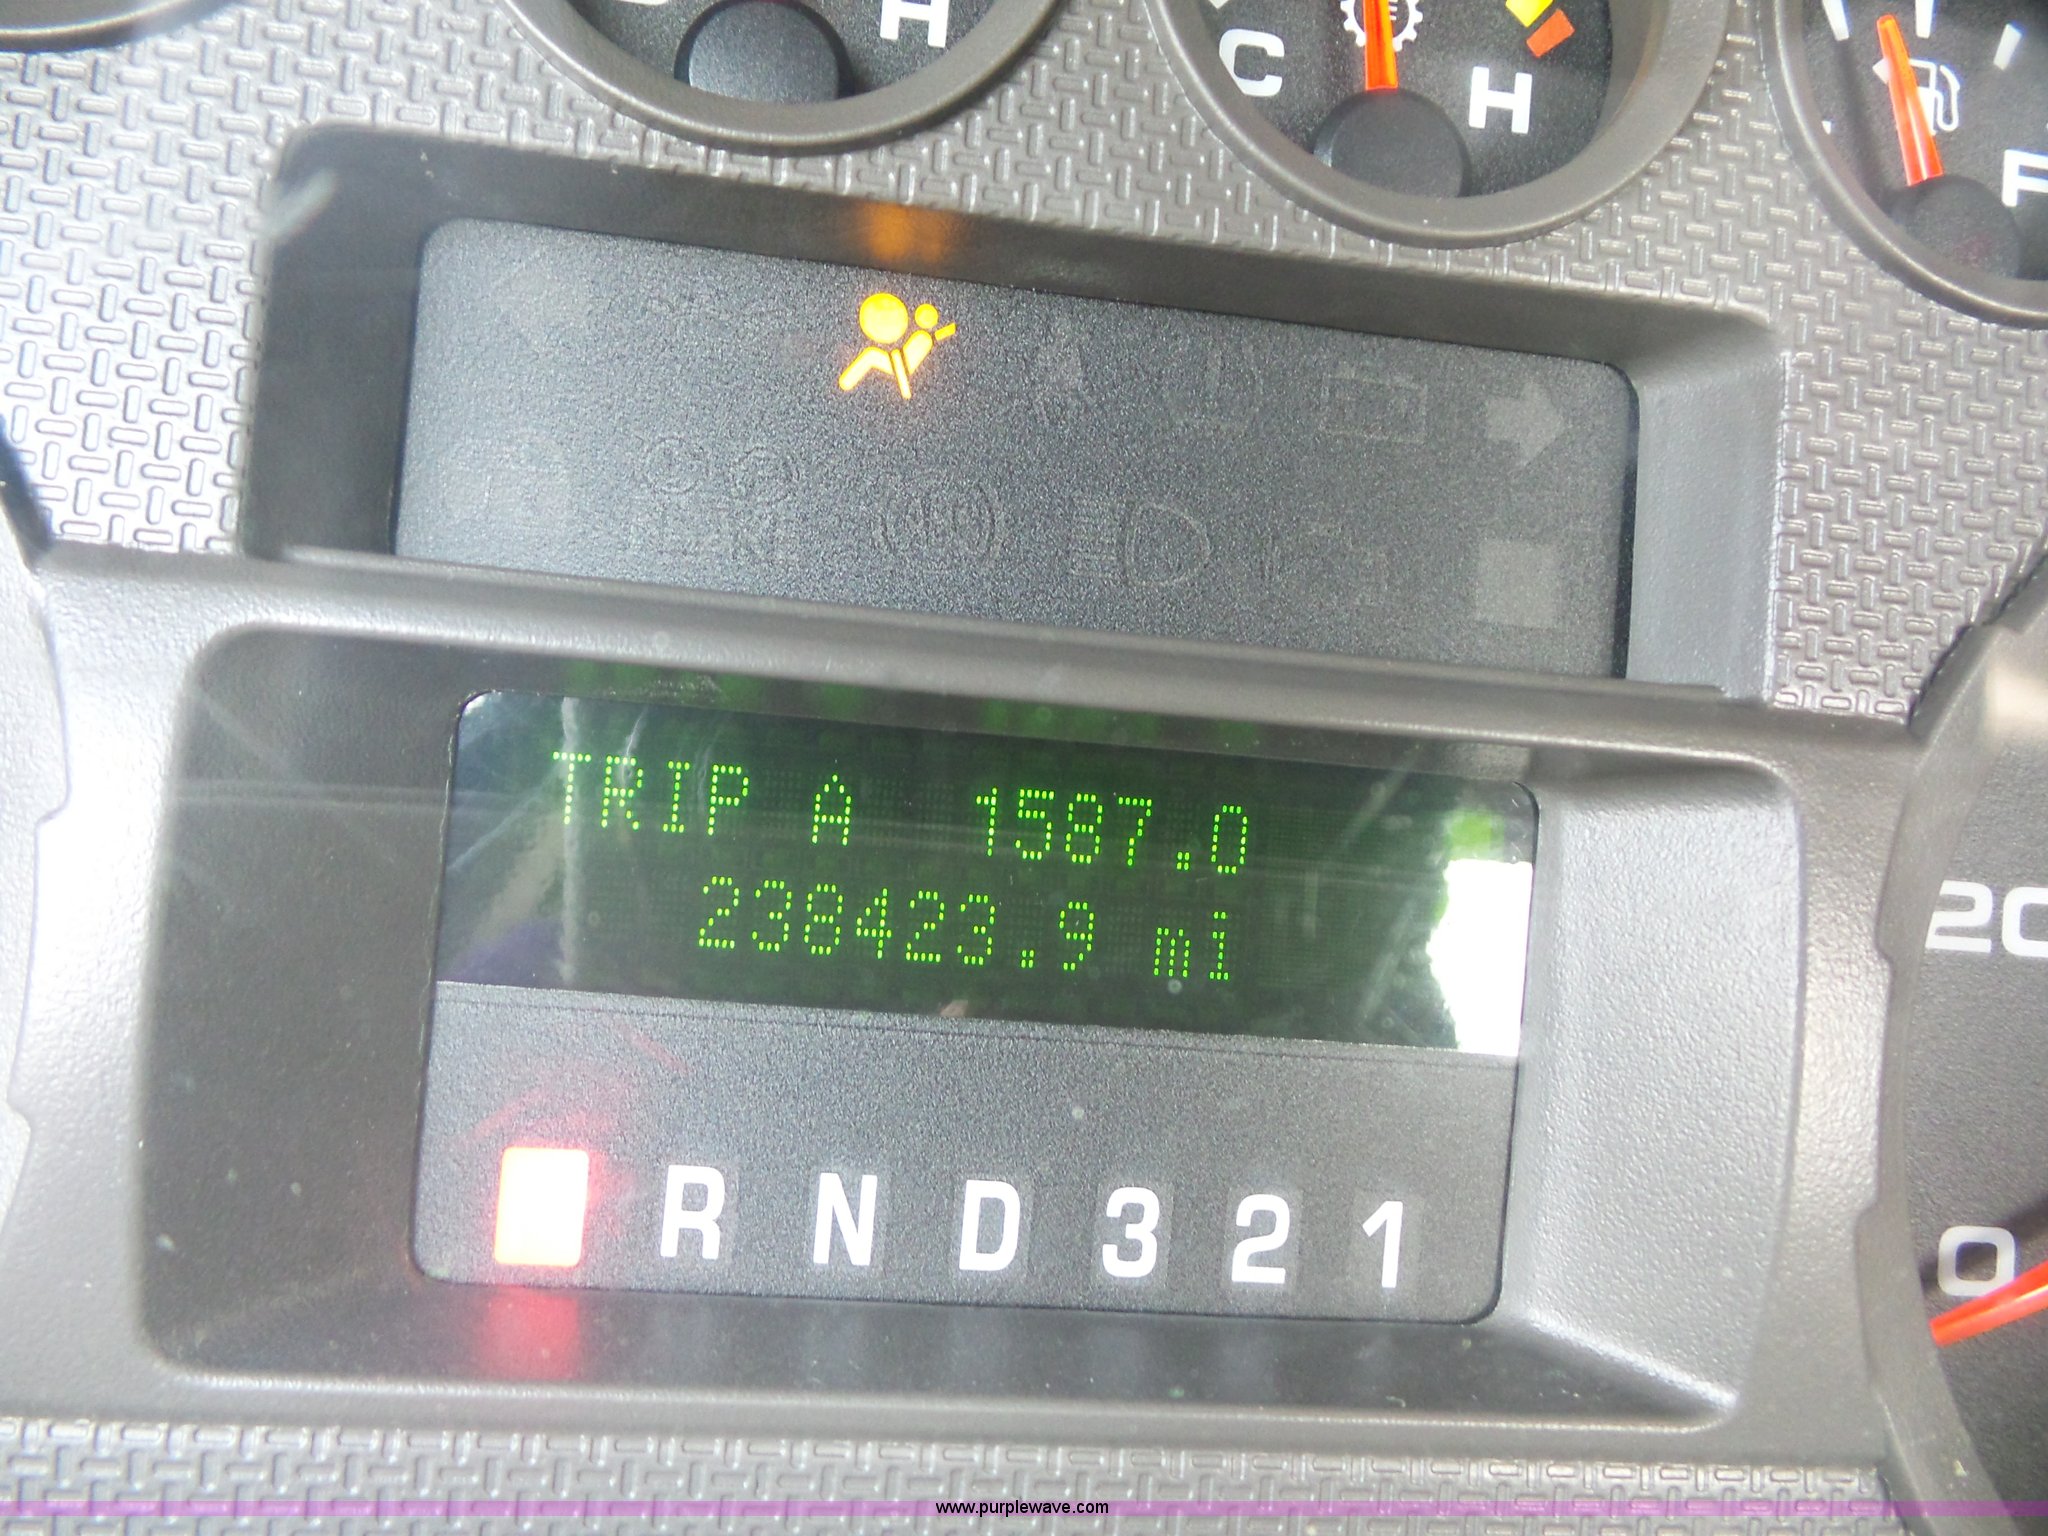 H
C
H
F
TRIP A 1587.0
238423.9 mi
R N D 3 2 1
20
0
www.purplewave.com